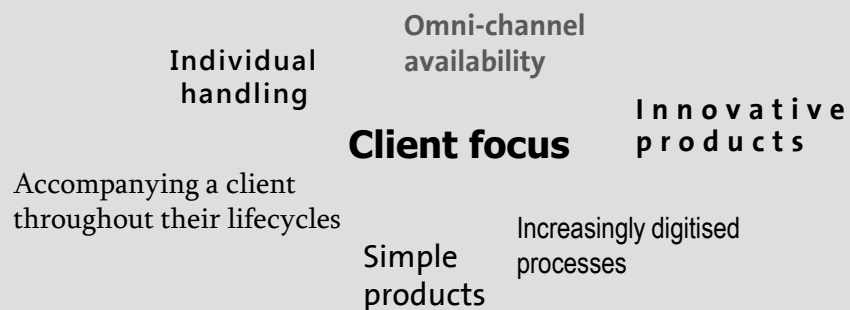 Omni-channel
availability
Individual
handling
Innovative
products
Client focus
Accompanying a client
throughout their lifecycles
Increasingly digitised
processes
Simple
products